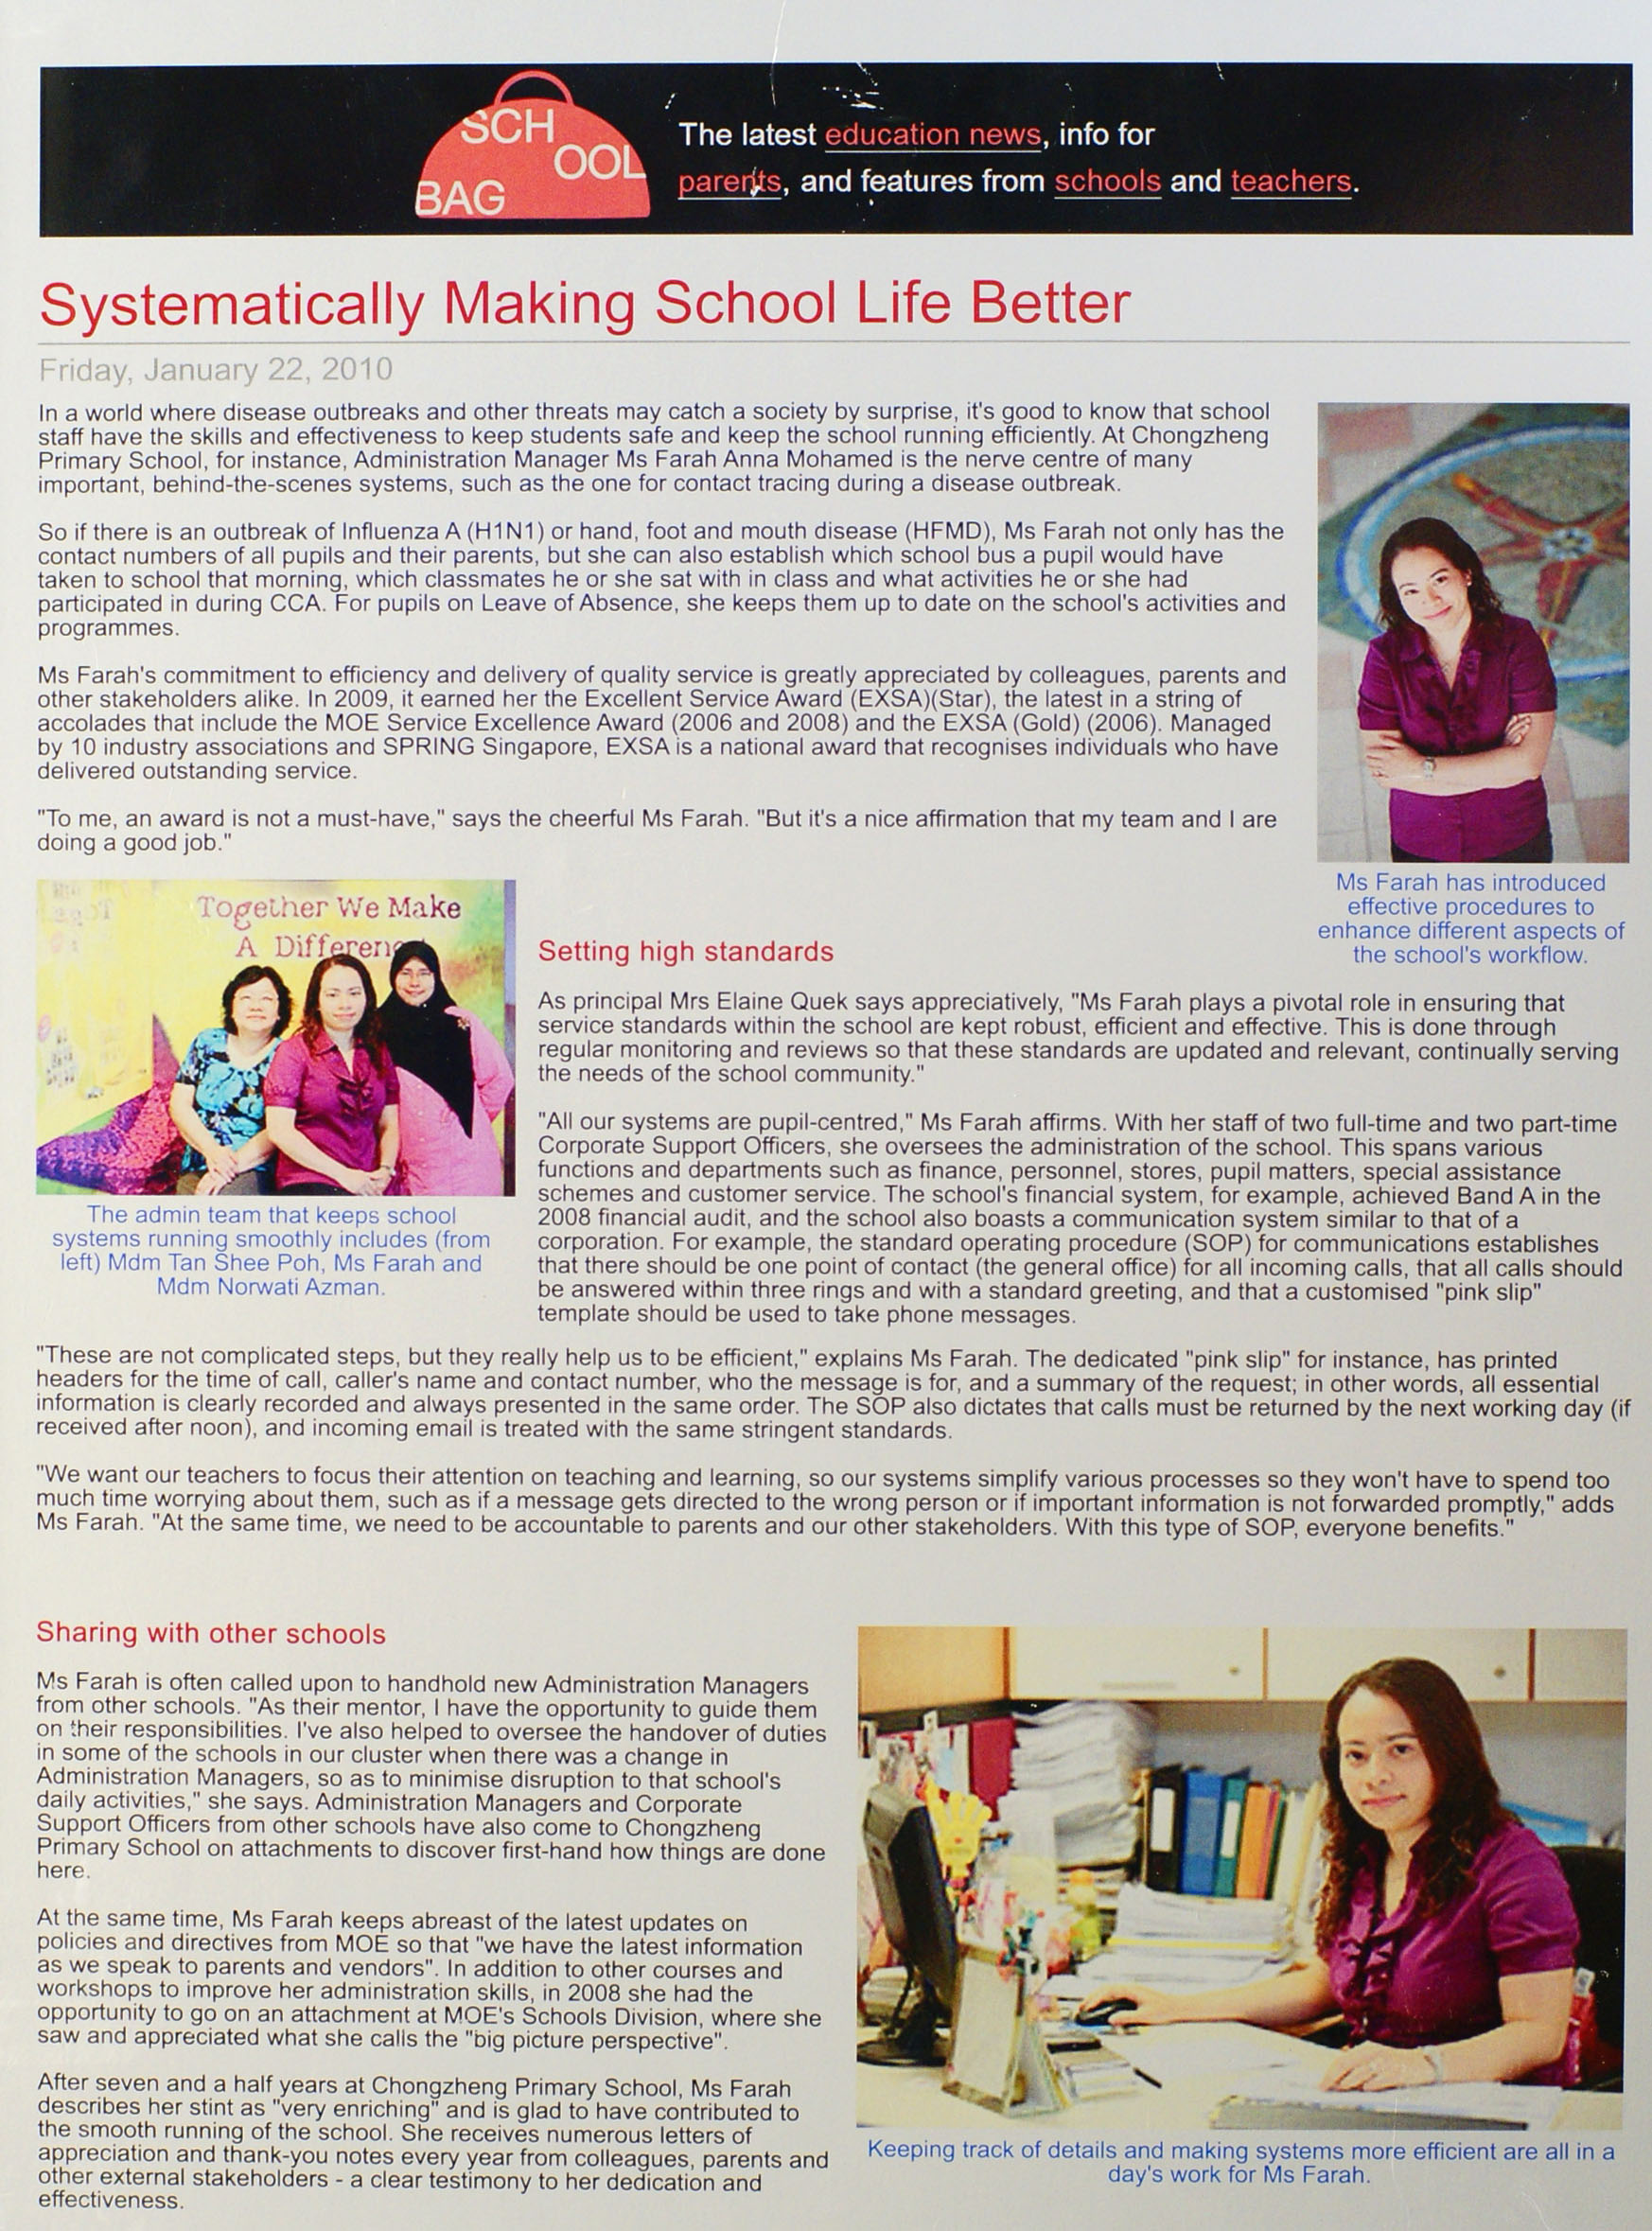 SCH
OOL
BAG
The latest education news, info for
parents, and features from schools and teachers.
Systematically Making School Life Better
Friday, January 22, 2010
In a world where disease outbreaks and other threats may catch a society by surprise, it's good to know that school
staff have the skills and effectiveness to keep students safe and keep the school running efficiently. At Chongzheng
Primary School, for instance, Administration Manager Ms Farah Anna Mohamed is the nerve centre of many
important, behind-the-scenes systems, such as the one for contact tracing during a disease outbreak.
So if there is an outbreak of Influenza A (H1N1) or hand, foot and mouth disease (HFMD), Ms Farah not only has the
contact numbers of all pupils and their parents, but she can also establish which school bus a pupil would have
taken to school that morning, which classmates he or she sat with in class and what activities he or she had
participated in during CCA. For pupils on Leave of Absence, she keeps them up to date on the school's activities and
programmes.
Ms Farah's commitment to efficiency and delivery of quality service is greatly appreciated by colleagues, parents and
other stakeholders alike. In 2009, it earned her the Excellent Service Award (EXSA)(Star), the latest in a string of
accolades that include the MOE Service Excellence Award (2006 and 2008) and the EXSA (Gold) (2006). Managed
by 10 industry associations and SPRING Singapore, EXSA is a national award that recognises individuals who have
delivered outstanding service.
"To me, an award is not a must-have," says the cheerful Ms Farah. "But it's a nice affirmation that my team and I are
doing a good job."
Ms Farah has introduced
effective procedures to
enhance different aspects of
the school's workflow.
Together We Make
A Differen
The admin team that keeps school
systems running smoothly includes (from
left) Mdm Tan Shee Poh, Ms Farah and
Mdm Norwati Azman.
Setting high standards
As principal Mrs Elaine Quek says appreciatively, "Ms Farah plays a pivotal role in ensuring that
service standards within the school are kept robust, efficient and effective. This is done through
regular monitoring and reviews so that these standards are updated and relevant, continually serving
the needs of the school community."
"All our systems are pupil-centred," Ms Farah affirms. With her staff of two full-time and two part-time
Corporate Support Officers, she oversees the administration of the school. This spans various
functions and departments such as finance, personnel, stores, pupil matters, special assistance
schemes and customer service. The school's financial system, for example, achieved Band A in the
2008 financial audit, and the school also boasts a communication system similar to that of a
corporation. For example, the standard operating procedure (SOP) for communications establishes
that there should be one point of contact (the general office) for all incoming calls, that all calls should
be answered within three rings and with a standard greeting, and that a customised "pink slip"
template should be used to take phone messages.
"These are not complicated steps, but they really help us to be efficient," explains Ms Farah. The dedicated "pink slip" for instance, has printed
headers for the time of call, caller's name and contact number, who the message is for, and a summary of the request; in other words, all essential
information is clearly recorded and always presented in the same order. The SOP also dictates that calls must be returned by the next working day (if
received after noon), and incoming email is treated with the same stringent standards.
"We want our teachers to focus their attention on teaching and learning, so our systems simplify various processes so they won't have to spend too
much time worrying about them, such as if a message gets directed to the wrong person or if important information is not forwarded promptly," adds
Ms Farah. "At the same time, we need to be accountable to parents and our other stakeholders. With this type of SOP, everyone benefits."
Sharing with other schools
Ms Farah is often called upon to handhold new Administration Managers
from other schools. "As their mentor, I have the opportunity to guide them
on their responsibilities. I've also helped to oversee the handover of duties
in some of the schools in our cluster when there was a change in
Administration Managers, so as to minimise disruption to that school's
daily activities," she says. Administration Managers and Corporate
Support Officers from other schools have also come to Chongzheng
Primary School on attachments to discover first-hand how things are done
here.
At the same time, Ms Farah keeps abreast of the latest updates on
policies and directives from MOE so that "we have the latest information
as we speak to parents and vendors". In addition to other courses and
workshops to improve her administration skills, in 2008 she had the
opportunity to go on an attachment at MOE's Schools Division, where she
saw and appreciated what she calls the "big picture perspective".
After seven and a half years at Chongzheng Primary School, Ms Farah
describes her stint as "very enriching" and is glad to have contributed to
the smooth running of the school. She receives numerous letters of
appreciation and thank-you notes every year from colleagues, parents and
other external stakeholders - a clear testimony to her dedication and
effectiveness.
Keeping track of details and making systems more efficient are all in a
day's work for Ms Farah.